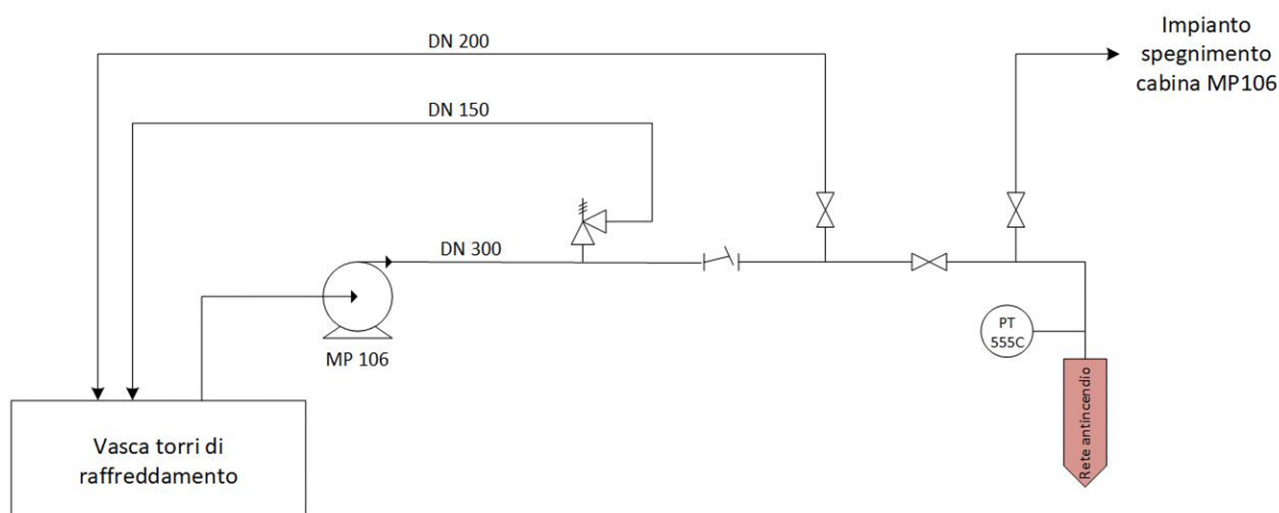 DN 200
Impianto
spegnimento
cabina MP106
DN 150
DN 300
MP 106
PT
555C
Rete antincendio
Vasca torri di
raffreddamento